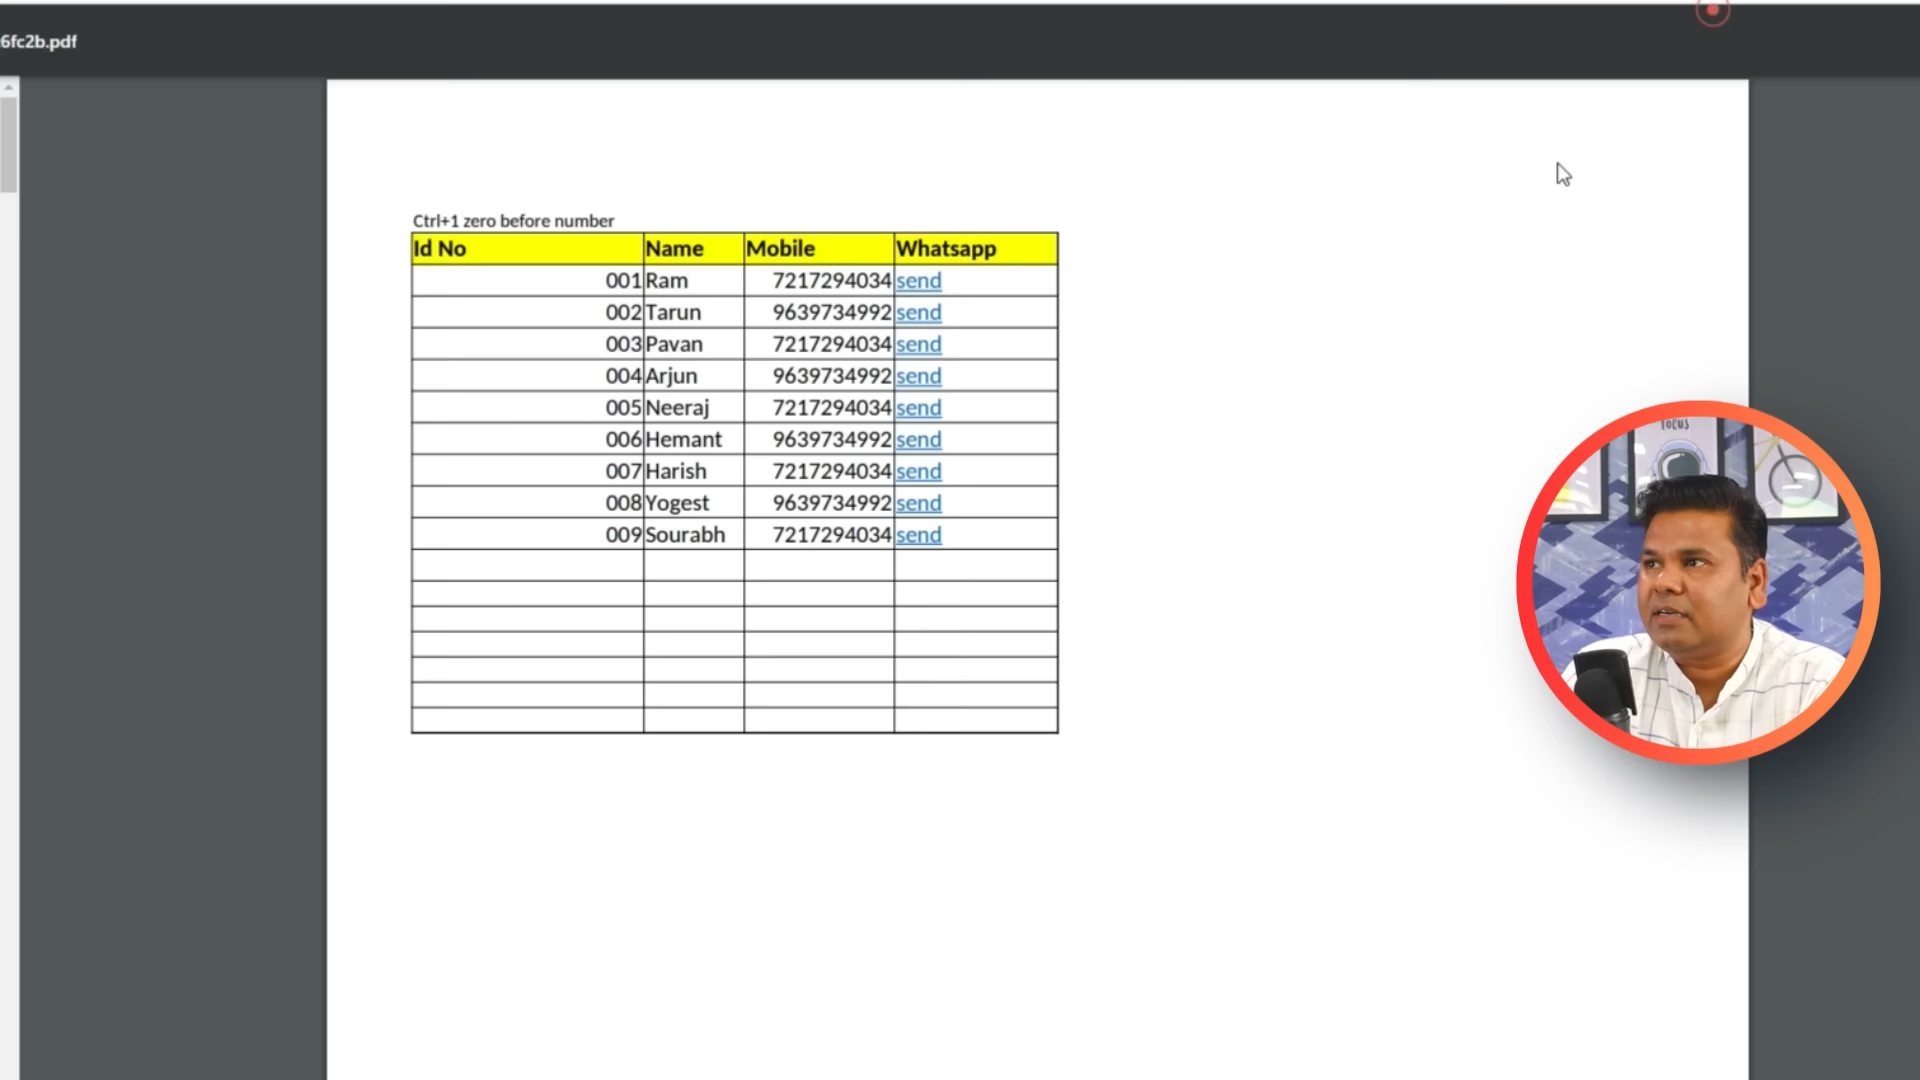 6fc2b.pdf
Ctrl+1 zero before number
Id No Name Mobile Whatsapp
001 Ram 7217294034 send
002 Tarun 9639734992 send
003 Pavan 7217294034 send
004 Arjun 9639734992 send
005 Neeraj 7217294034 send
006 Hemant 9639734992 send
007 Harish 7217294034 send
008 Yogest 9639734992 send
009 Sourabh 7217294034 send
focus